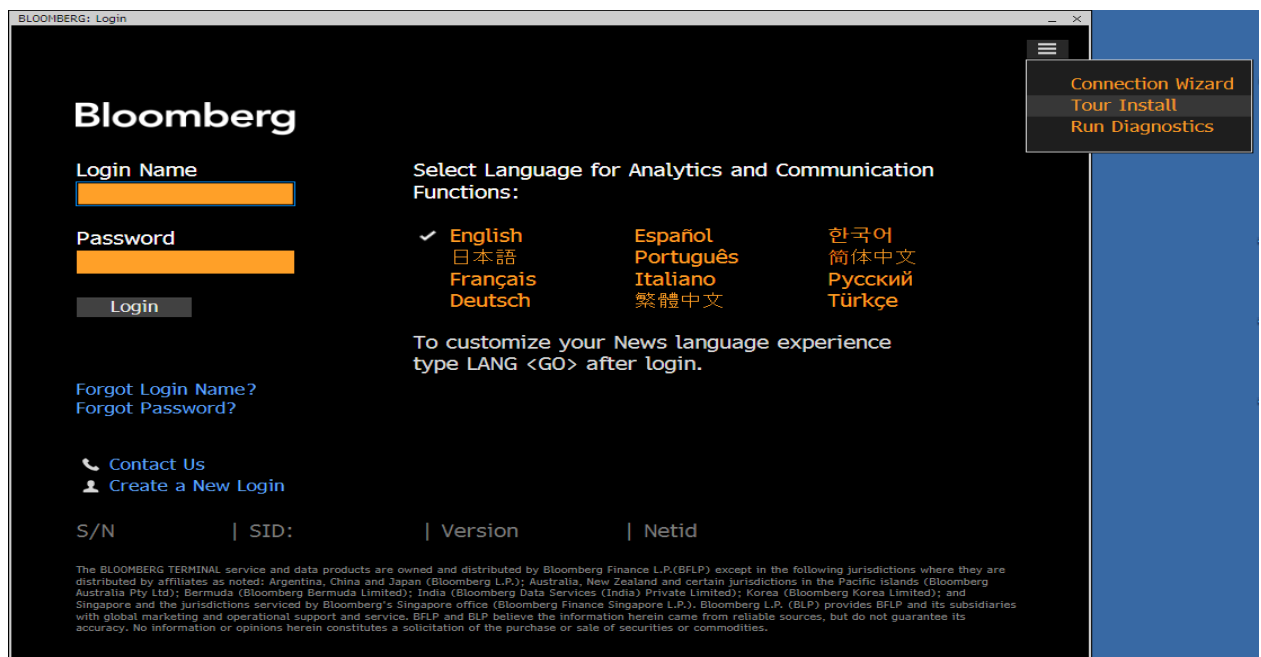 BLOOMBERG: Login
Connection Wizard
Tour Install
Run Diagnostics
Bloomberg
Login Name
Password
Login
Forgot Login Name?
Forgot Password?
Contact Us
Create a New Login
Select Language for Analytics and Communication
Functions:
English Español 한국어
日本語 Português 简体中文
Français Italiano Русский
Deutsch 繁體中文 Türkçe
To customize your News language experience
type LANG <GO> after login.
S/N | SID: | Version | Netid
The BLOOMBERG TERMINAL service and data products are owned and distributed by Bloomberg Finance L.P.(BFLP) except in the following jurisdictions where they are
distributed by affiliates as noted: Argentina, China and Japan (Bloomberg L.P.); Australia, New Zealand and certain jurisdictions in the Pacific islands (Bloomberg
Australia Pty Ltd); Bermuda (Bloomberg Bermuda Limited); India (Bloomberg Data Services (India) Private Limited); Korea (Bloomberg Korea Limited); and
Singapore and the jurisdictions serviced by Bloomberg's Singapore office (Bloomberg Finance Singapore L.P.). Bloomberg L.P. (BLP) provides BFLP and its subsidiaries
with global marketing and operational support and service. BFLP and BLP believe the information herein came from reliable sources, but do not guarantee its
accuracy. No information or opinions herein constitutes a solicitation of the purchase or sale of securities or commodities.